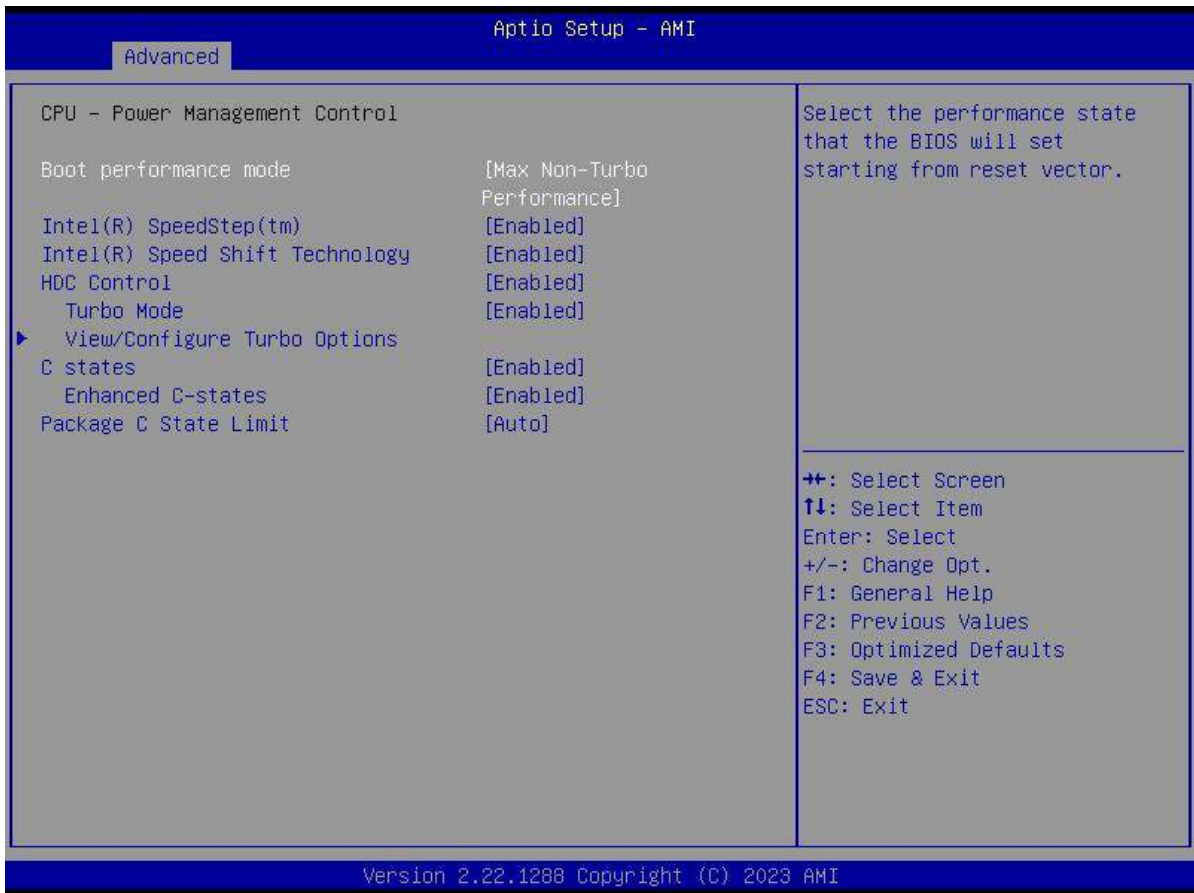 Aptio Setup - AMI
Advanced
CPU - Power Management Control
Boot performance mode [Max Non-Turbo
Performance]
Intel(R) SpeedStep(tm) [Enabled]
Intel(R) Speed Shift Technology [Enabled]
HDC Control [Enabled]
Turbo Mode [Enabled]
View/Configure Turbo Options
C states [Enabled]
Enhanced C-states [Enabled]
Package C State Limit [Auto]
Select the performance state
that the BIOS will set
starting from reset vector.
→←: Select Screen
↑↓: Select Item
Enter: Select
+/-: Change Opt.
F1: General Help
F2: Previous Values
F3: Optimized Defaults
F4: Save & Exit
ESC: Exit
Version 2.22.1288 Copyright (C) 2023 AMI